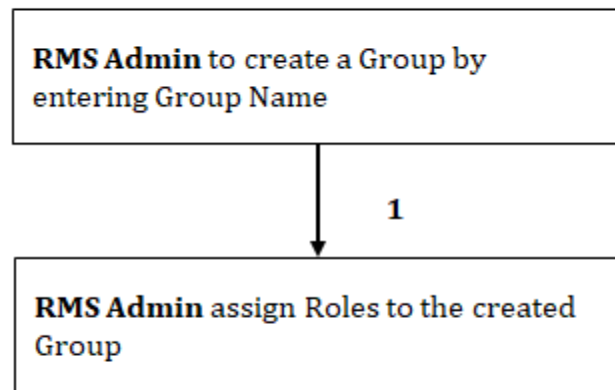 RMS Admin to create a Group by
entering Group Name
1
RMS Admin assign Roles to the created
Group